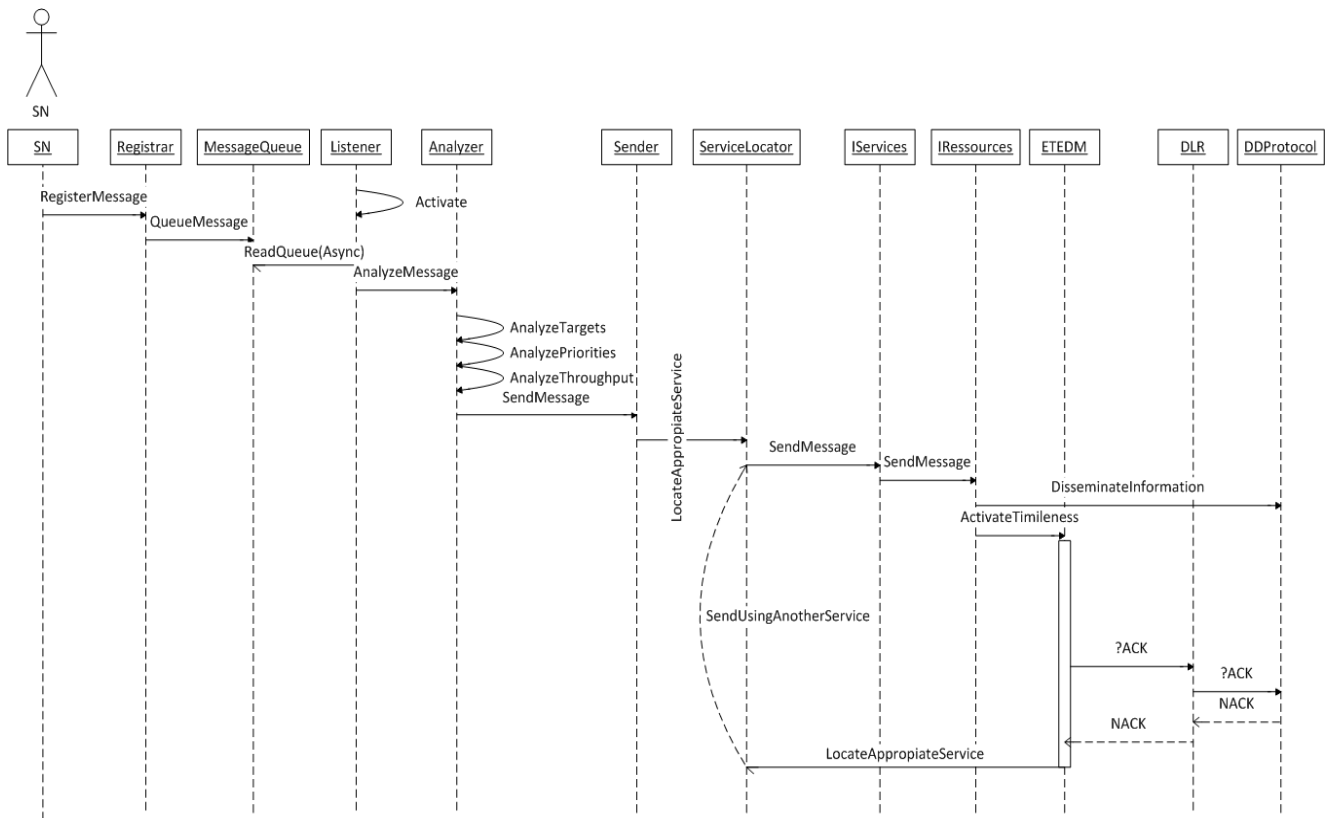 SN
SN
Registrar
MessageQueue
Listener
Analyzer
Sender
ServiceLocator
IServices
IRessources
ETEDM
DLR
DDProtocol
RegisterMessage
Activate
QueueMessage
ReadQueue(Async)
AnalyzeMessage
AnalyzeTargets
AnalyzePriorities
AnalyzeThroughput
SendMessage
LocateAppropiateService
SendMessage
SendMessage
DisseminateInformation
ActivateTimileness
SendUsingAnotherService
?ACK
?ACK
NACK
NACK
LocateAppropiateService